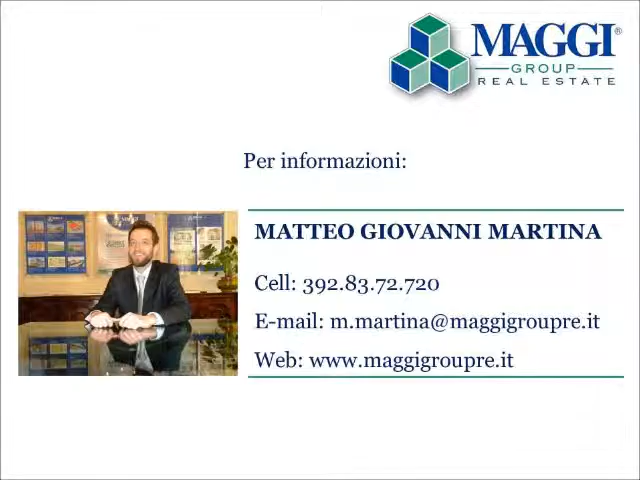 MAGGI®
GROUP
REAL ESTATE
Per informazioni:
MATTEO GIOVANNI MARTINA
Cell: 392.83.72.720
E-mail: m.martina@maggigroupre.it
Web: www.maggigroupre.it